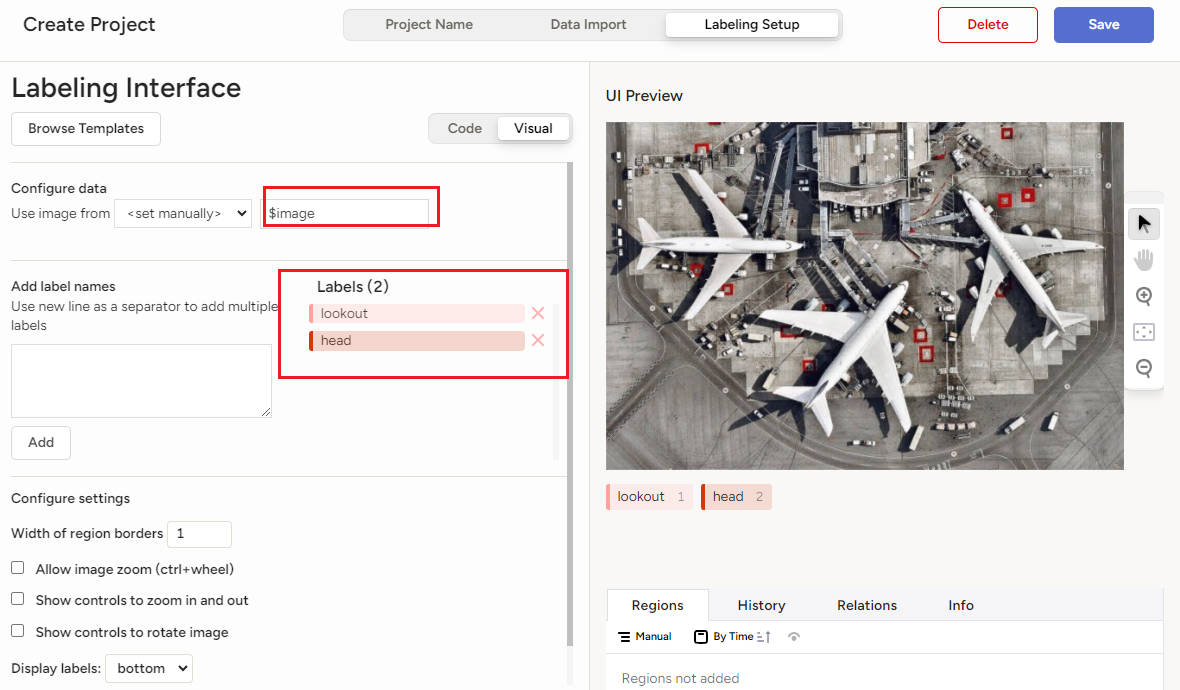 Create Project
Project Name
Data Import
Labeling Setup
Delete
Save
Labeling Interface
Browse Templates
Code
Visual
Configure data
Use image from
<set manually>
$image
Add label names
Use new line as a separator to add multiple
labels
Add
Labels (2)
lookout
head
Configure settings
Width of region borders
1
Allow image zoom (ctrl+wheel)
Show controls to zoom in and out
Show controls to rotate image
Display labels:
bottom
UI Preview
lookout 1
head 2
Regions
History
Relations
Info
Manual
By Time
Regions not added